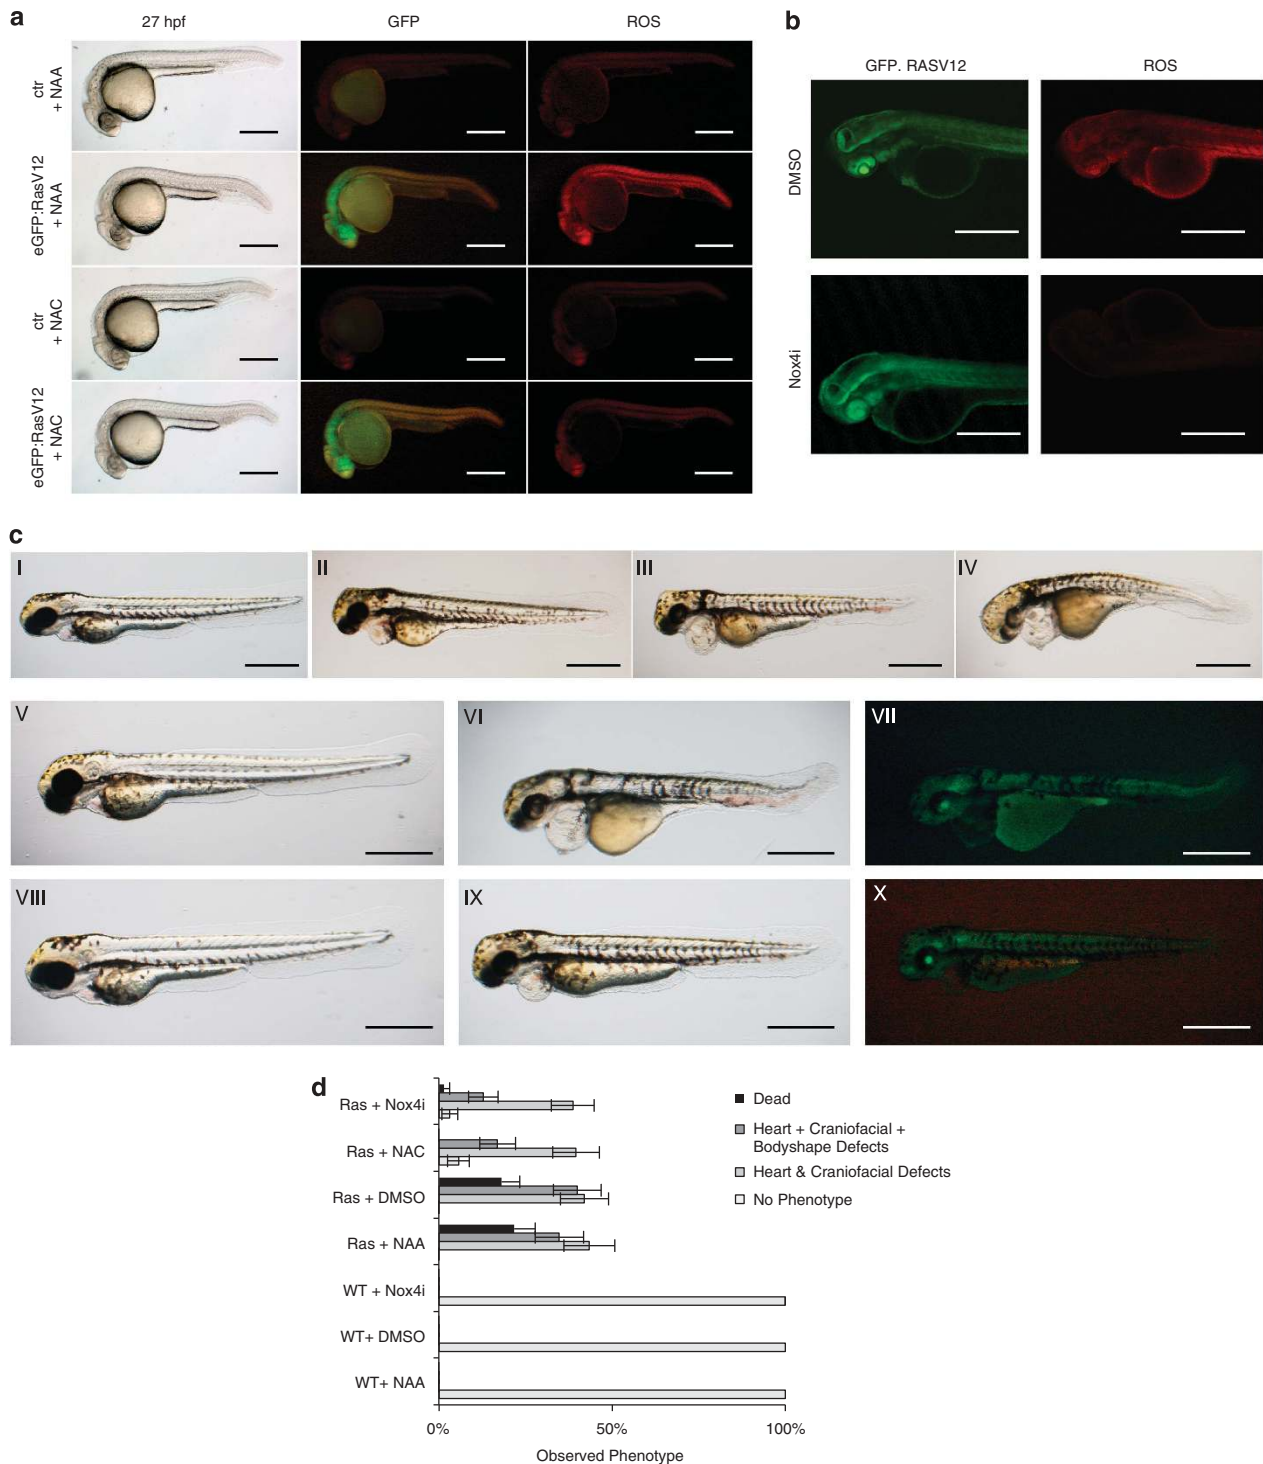 a
27 hpf
GFP
ROS
ctr
+ NAA
eGFP:RasV12
+ NAA
ctr
+ NAC
eGFP:RasV12
+ NAC
b
GFP. RASV12
ROS
DMSO
Nox4i
c
I
II
III
IV
V
VI
VII
VIII
IX
X
d
Ras + Nox4i
Ras + NAC
Ras + DMSO
Ras + NAA
WT + Nox4i
WT+ DMSO
WT+ NAA
0%
50%
100%
Observed Phenotype
Dead
Heart + Craniofacial +
Bodyshape Defects
Heart & Craniofacial Defects
No Phenotype